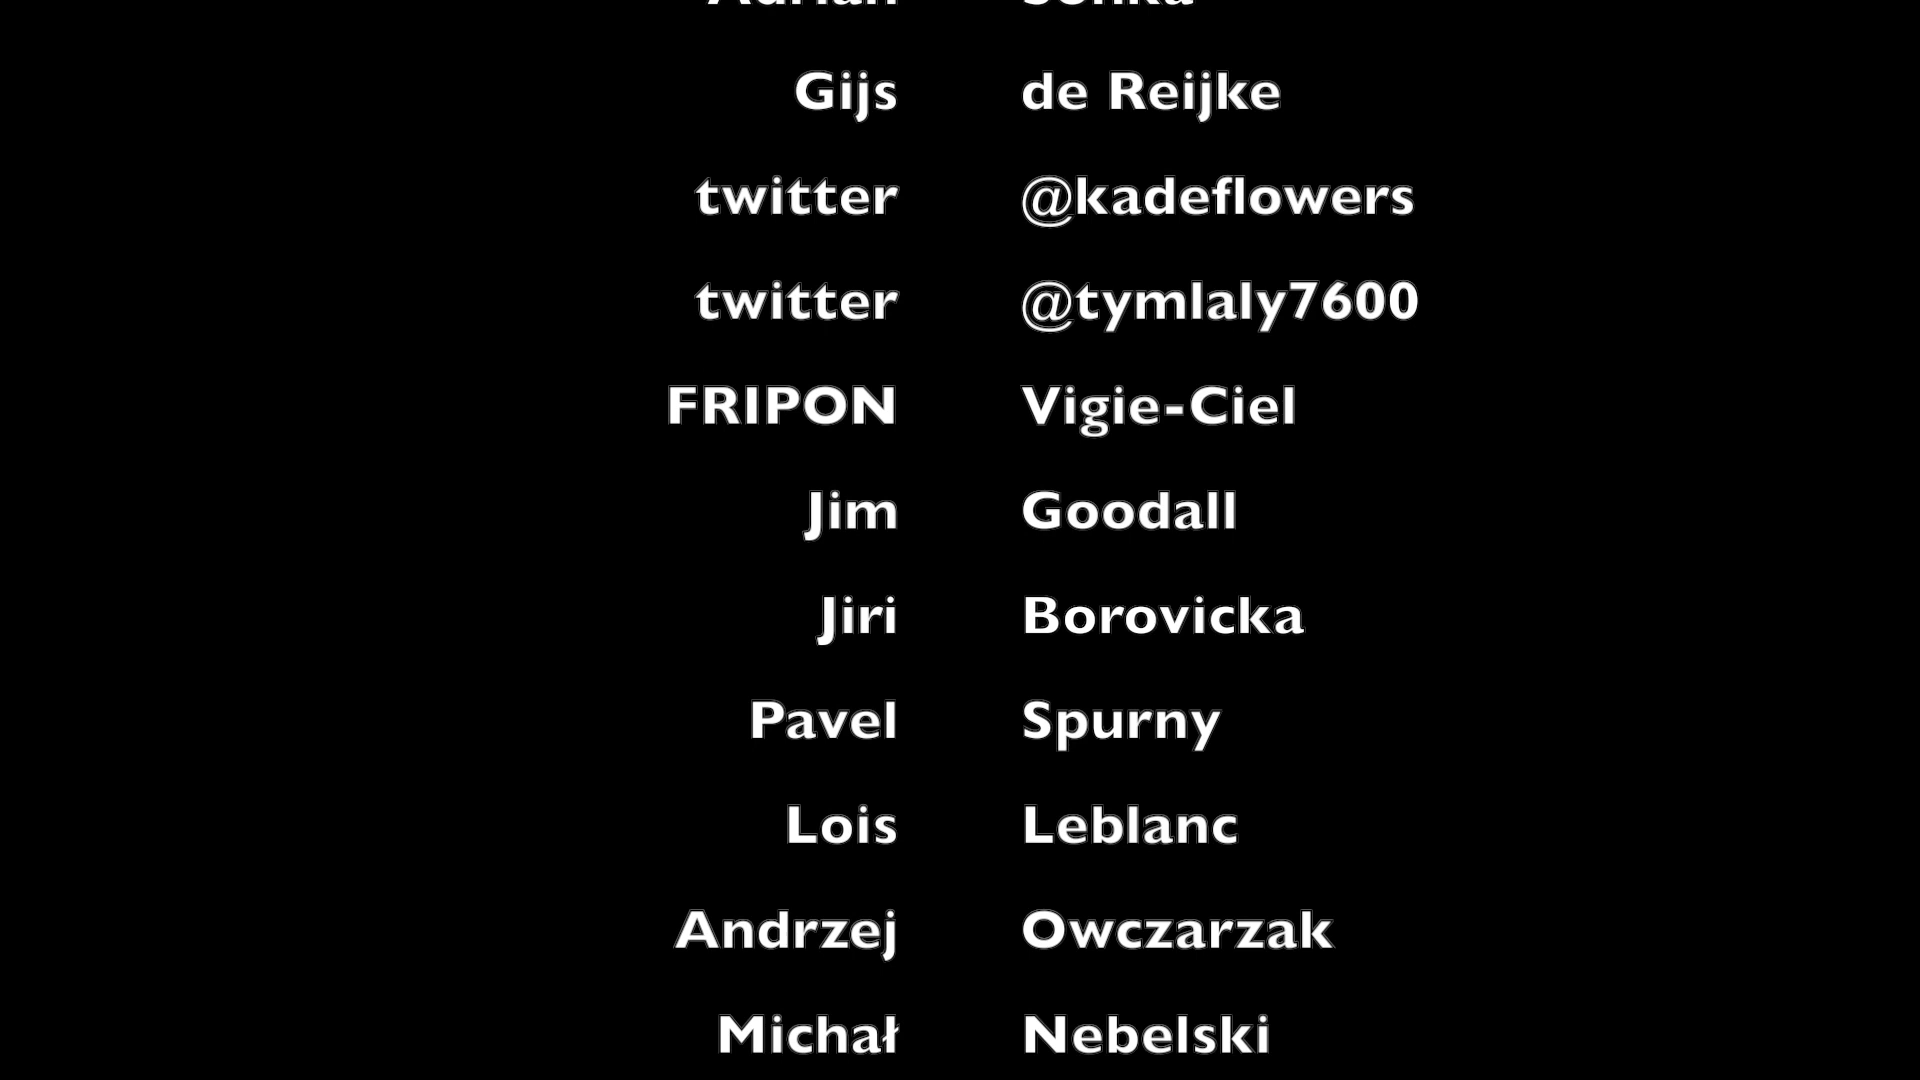 Gijs de Reijke
twitter @kadeflowers
twitter @tymlaly7600
FRIPON Vigie-Ciel
Jim Goodall
Jiri Borovicka
Pavel Spurny
Lois Leblanc
Andrzej Owczarzak
Michał Nebelski